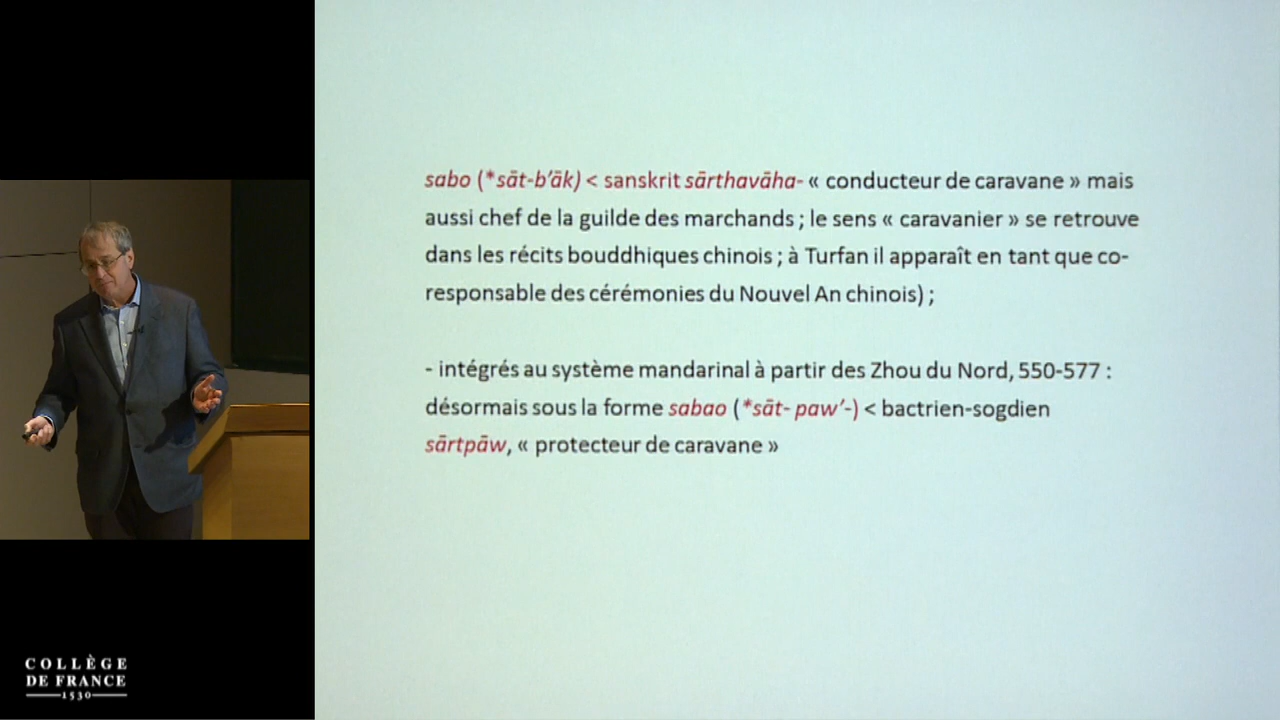 sabo (*sāt-b’āk) < sanskrit sārthavāha- « conducteur de caravane » mais
aussi chef de la guilde des marchands ; le sens « caravanier » se retrouve
dans les récits bouddhiques chinois ; à Turfan il apparaît en tant que co-
responsable des cérémonies du Nouvel An chinois) ;
- intégrés au système mandarinal à partir des Zhou du Nord, 550-577 :
désormais sous la forme sabao (*sāt- paw’-) < bactrien-sogdien
sārtpāw, « protecteur de caravane »
COLLÈGE
DE FRANCE
1530